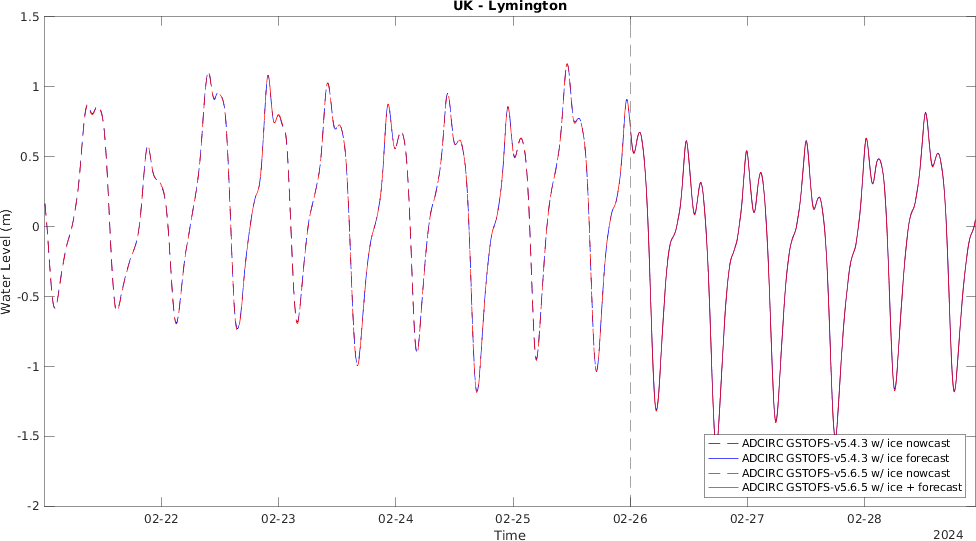 UK - Lymington
1.5
1
0.5
0
-0.5
-1
-1.5
-2
Water Level (m)
02-22
02-23
02-24
02-25
02-26
02-27
02-28
Time
2024
ADCIRC GSTOFS-v5.4.3 w/ ice nowcast
ADCIRC GSTOFS-v5.4.3 w/ ice forecast
ADCIRC GSTOFS-v5.6.5 w/ ice nowcast
ADCIRC GSTOFS-v5.6.5 w/ ice + forecast